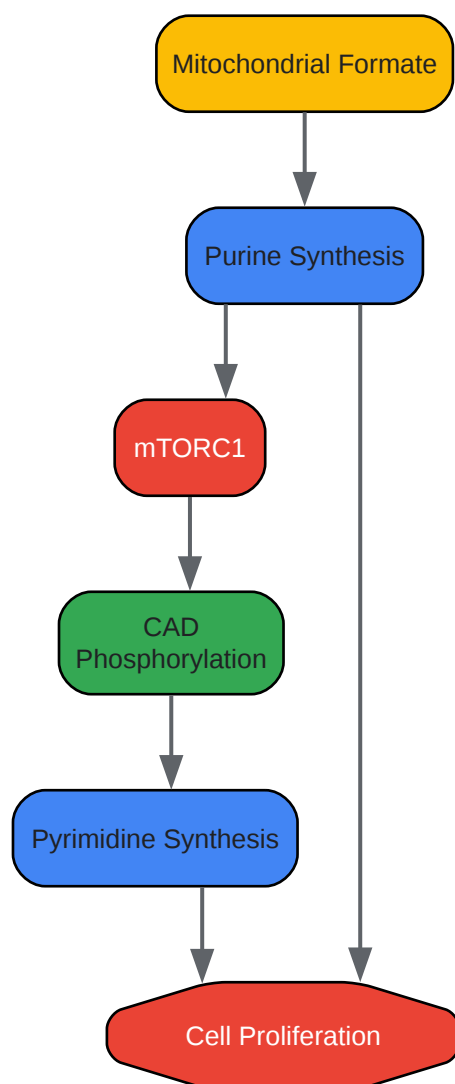 Mitochondrial Formate
Purine Synthesis
mTORC1
CAD
Phosphorylation
Pyrimidine Synthesis
Cell Proliferation